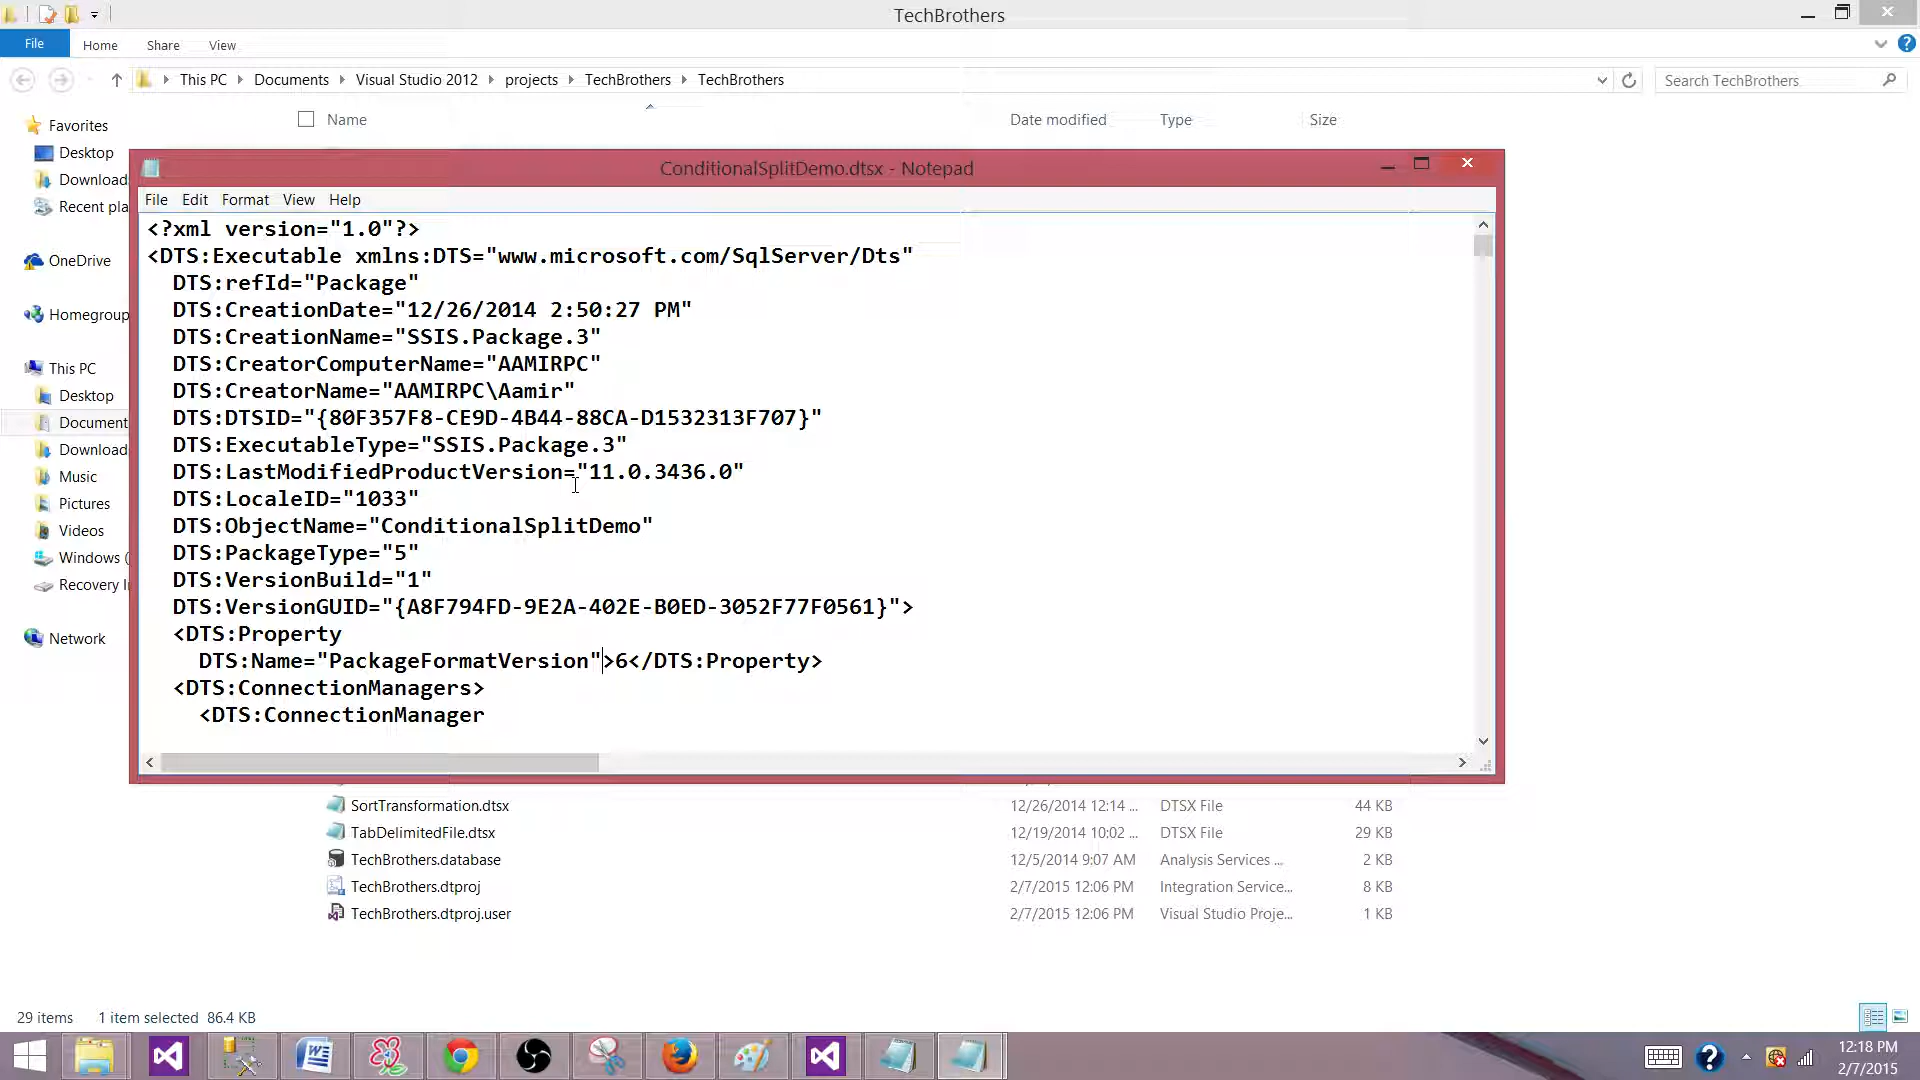 TechBrothers
File Home Share View
This PC Documents Visual Studio 2012 projects TechBrothers TechBrothers
Search TechBrothers
Name Date modified Type Size
Favorites
Desktop
Download
Recent pla
OneDrive
Homegroup
This PC
Desktop
Document
Download
Music
Pictures
Videos
Windows (
Recovery I
Network
ConditionalSplitDemo.dtsx - Notepad
File Edit Format View Help
<?xml version="1.0"?>
<DTS:Executable xmlns:DTS="www.microsoft.com/SqlServer/Dts"
DTS:refId="Package"
DTS:CreationDate="12/26/2014 2:50:27 PM"
DTS:CreationName="SSIS.Package.3"
DTS:CreatorComputerName="AAMIRPC"
DTS:CreatorName="AAMIRPC\Aamir"
DTS:DTSID="{80F357F8-CE9D-4B44-88CA-D1532313F707}"
DTS:ExecutableType="SSIS.Package.3"
DTS:LastModifiedProductVersion="11.0.3436.0"
DTS:LocaleID="1033"
DTS:ObjectName="ConditionalSplitDemo"
DTS:PackageType="5"
DTS:VersionBuild="1"
DTS:VersionGUID="{A8F794FD-9E2A-402E-B0ED-3052F77F0561}">
<DTS:Property
DTS:Name="PackageFormatVersion">6</DTS:Property>
<DTS:ConnectionManagers>
<DTS:ConnectionManager
SortTransformation.dtsx 12/26/2014 12:14 ... DTSX File 44 KB
TabDelimitedFile.dtsx 12/19/2014 10:02 ... DTSX File 29 KB
TechBrothers.database 12/5/2014 9:07 AM Analysis Services ... 2 KB
TechBrothers.dtproj 2/7/2015 12:06 PM Integration Service... 8 KB
TechBrothers.dtproj.user 2/7/2015 12:06 PM Visual Studio Proje... 1 KB
29 items 1 item selected 86.4 KB
12:18 PM
2/7/2015